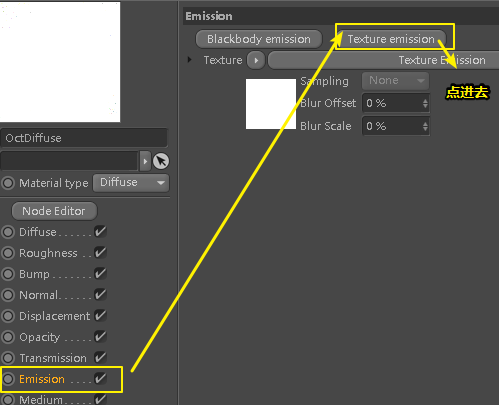 Emission
Blackbody emission
Texture emission
Texture
Texture Emission
点进去
Sampling
None
Blur Offset
0 %
Blur Scale
0 %
OctDiffuse
Material type
Diffuse
Node Editor
Diffuse . . . . . .
Roughness . .
Bump . . . . . . .
Normal. . . . . .
Displacement
Opacity . . . . .
Transmission
Emission . . . .
Medium. . . . .